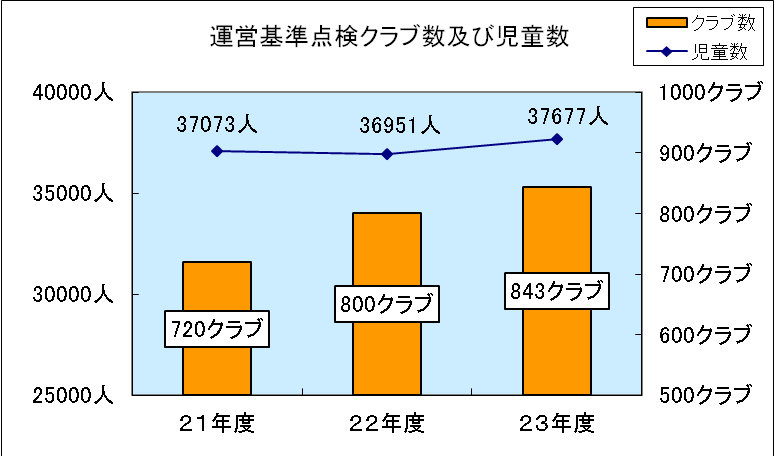 運営基準点検クラブ数及び児童数
クラブ数
児童数
40000人
35000人
30000人
25000人
1000クラブ
900クラブ
800クラブ
700クラブ
600クラブ
500クラブ
37073人
36951人
37677人
720クラブ
800クラブ
843クラブ
21年度
22年度
23年度